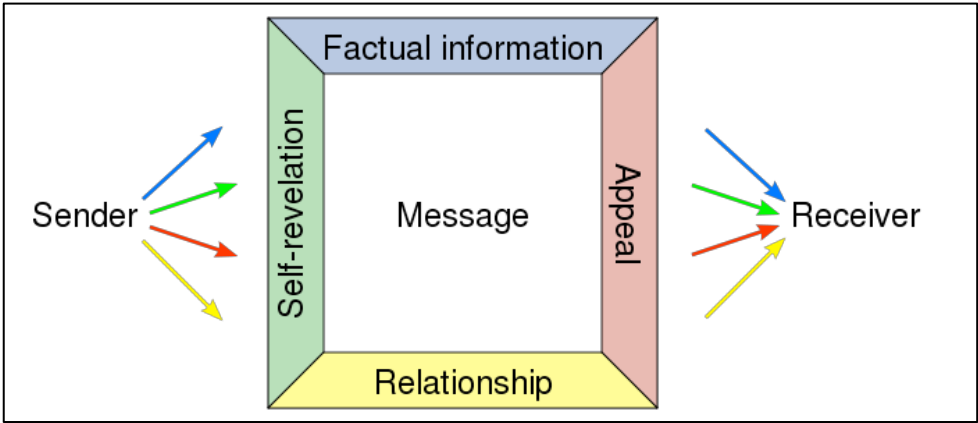 Factual information
Sender
Self-revelation
Message
Appeal
Receiver
Relationship